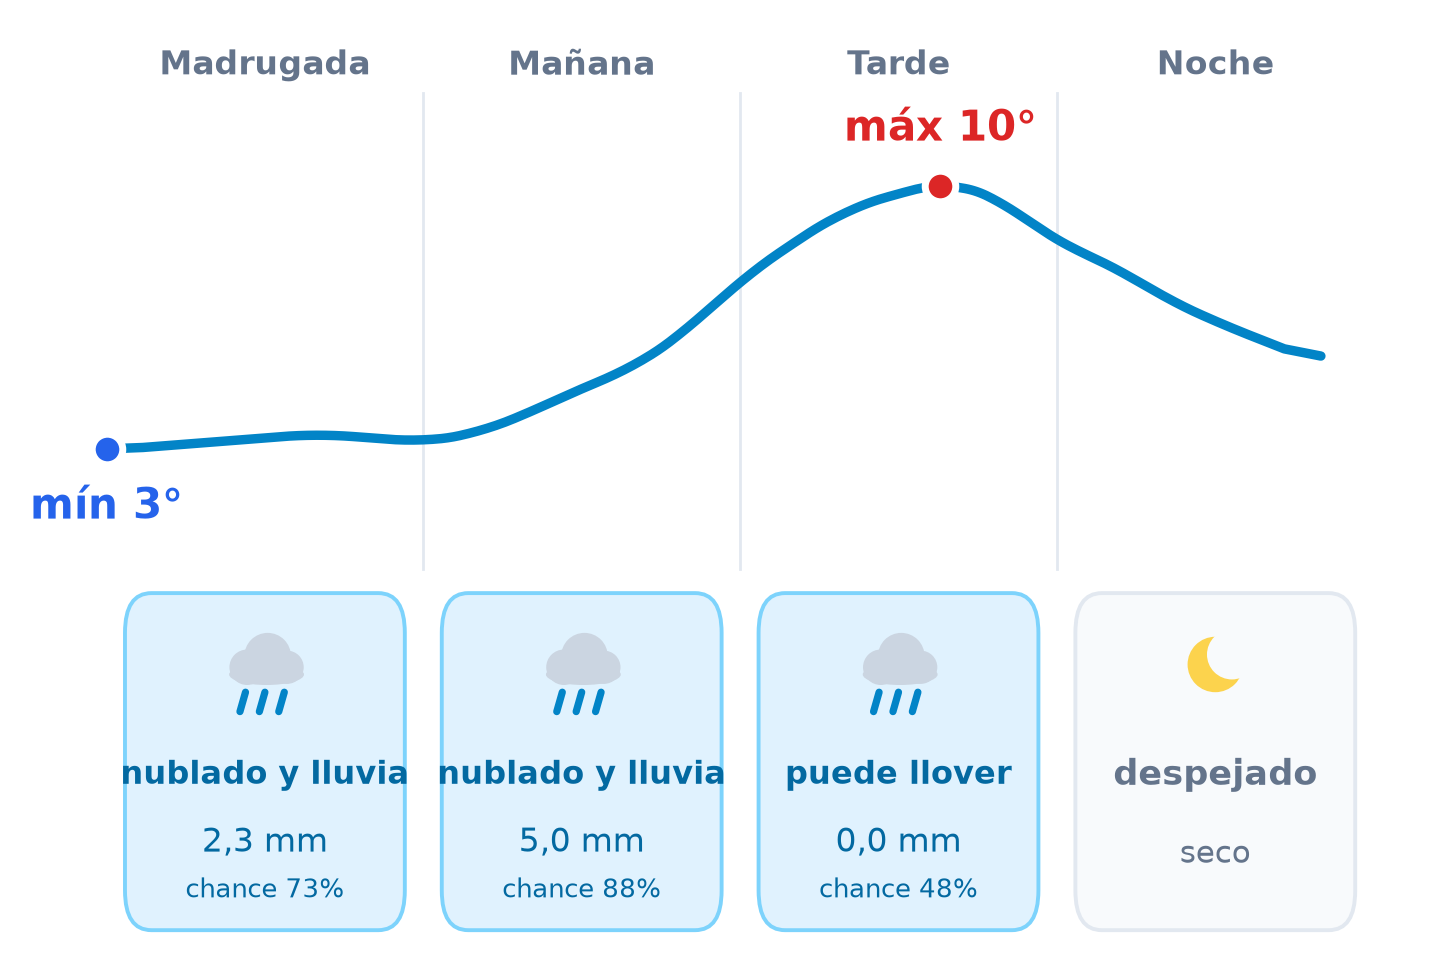 Madrugada
Mañana
Tarde
Noche
máx 10°
mín 3°
nublado y lluvia
2,3 mm
chance 73%
nublado y lluvia
5,0 mm
chance 88%
puede llover
0,0 mm
chance 48%
despejado
seco